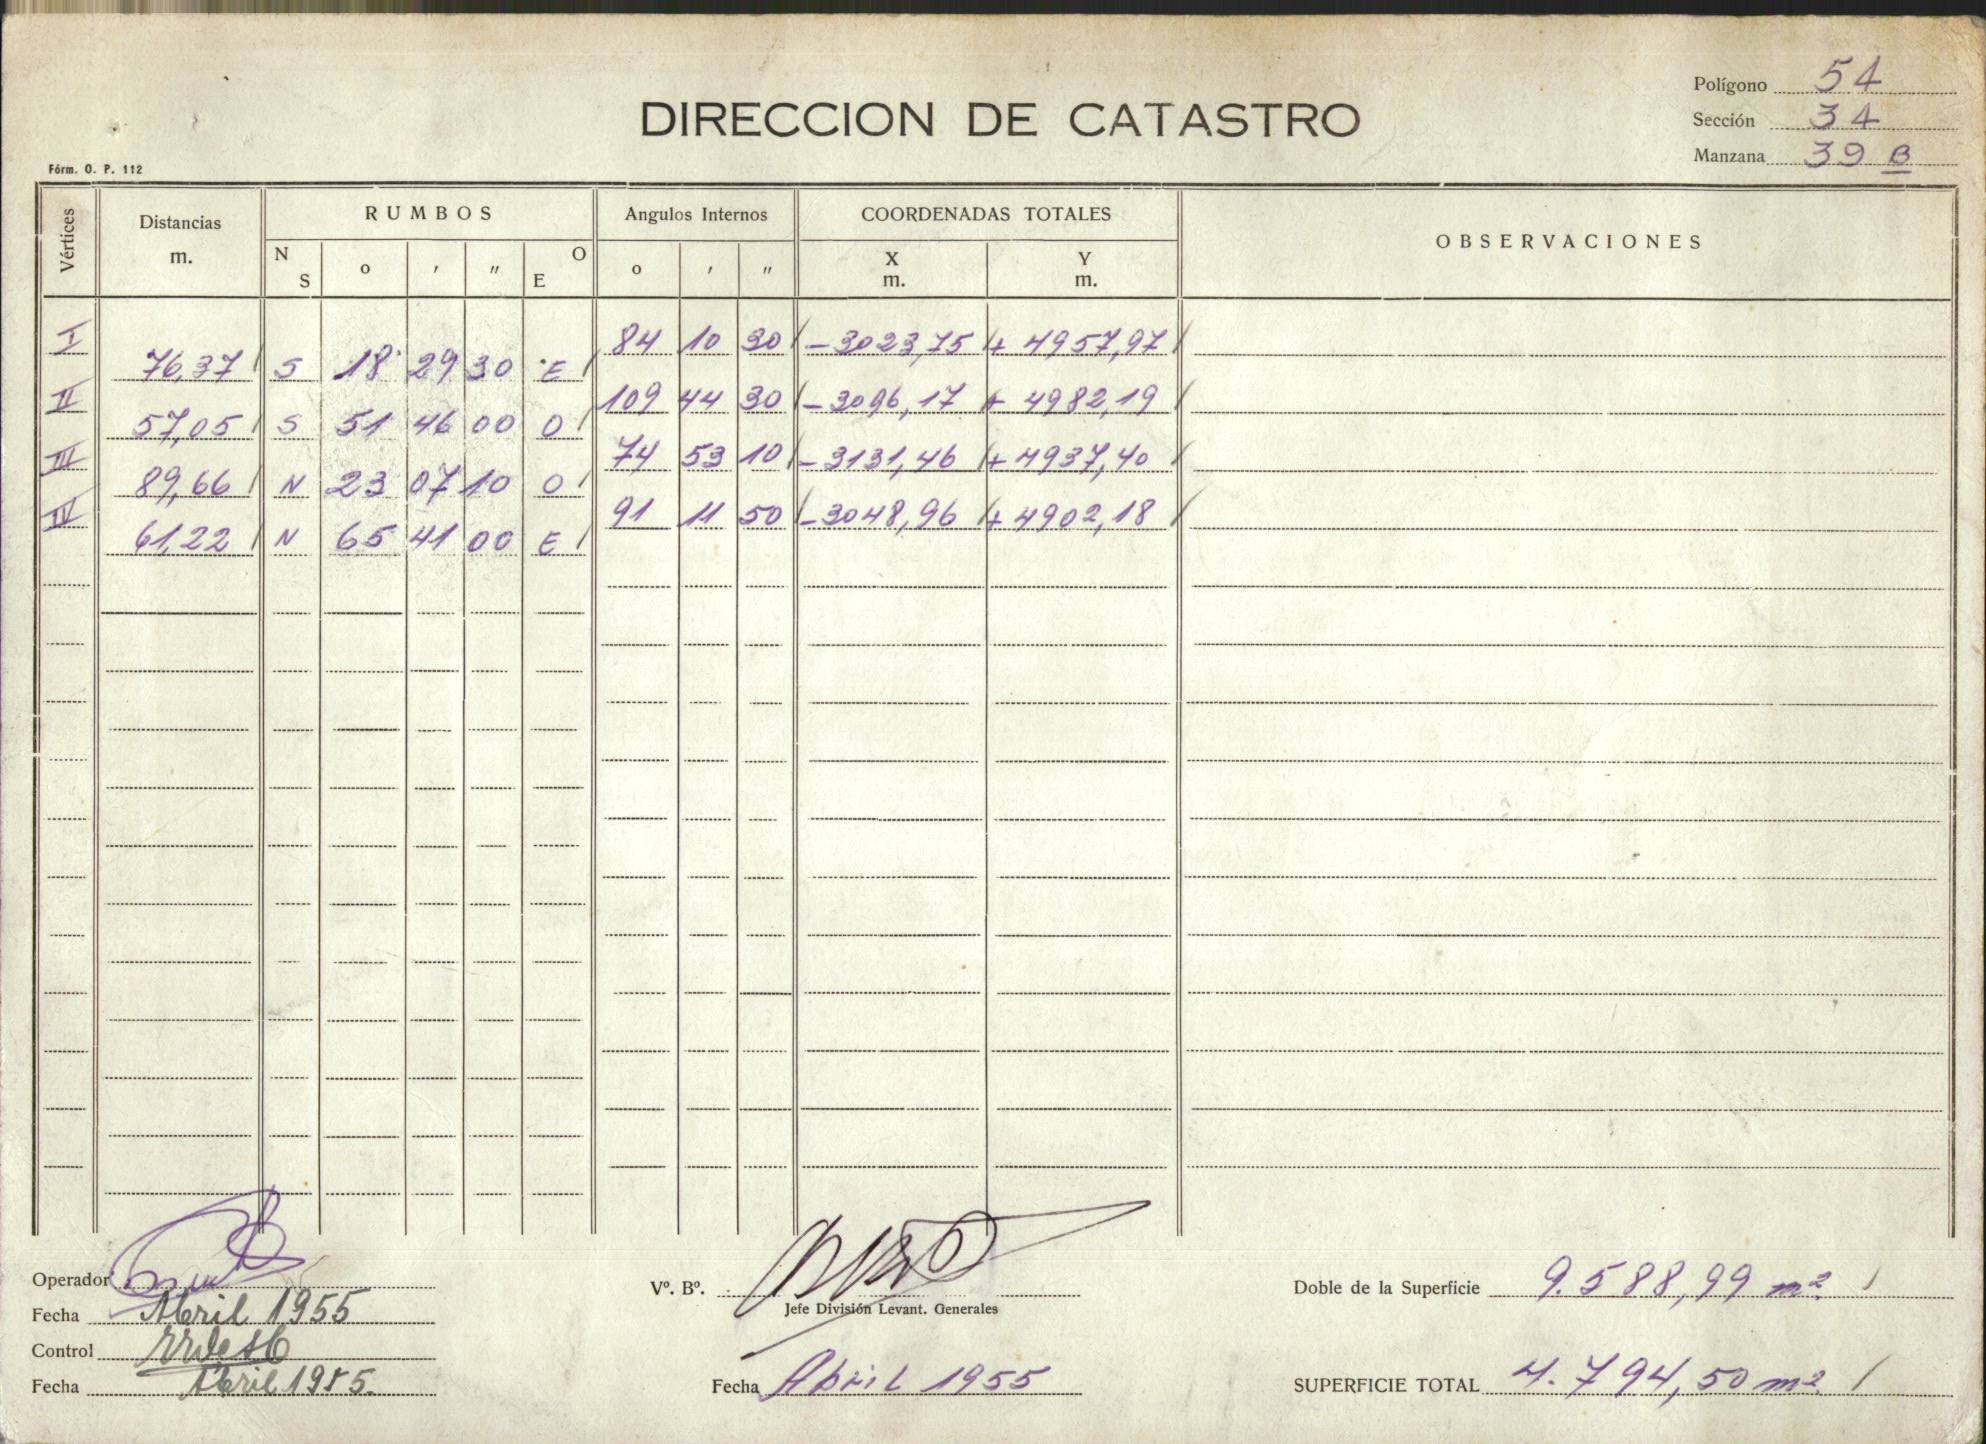 Polígono 54
DIRECCION DE CATASTRO
Sección 34
Manzana 39 B
Fórm. O. P. 112
Vértices Distancias m. RUMBOS N S o ′ ″ O E Angulos Internos o ′ ″ COORDENADAS TOTALES X m. Y m. OBSERVACIONES
I 84 10 30 -3023,75 + 4957,97
76,37 S 18 29 30 E
II 109 44 30 -3096,17 + 4982,19
57,05 S 51 46 00 O
III 74 53 10 -3131,46 + 4937,40
89,66 N 23 07 10 O
IV 91 11 50 -3048,96 + 4902,18
61,22 N 65 41 00 E
Operador
Vº. Bº.
Doble de la Superficie 9.588,99 m²
Jefe División Levant. Generales
Fecha Abril 1955
Control
Fecha Abril 1955.
Fecha Abril 1955
SUPERFICIE TOTAL 4.794,50 m²